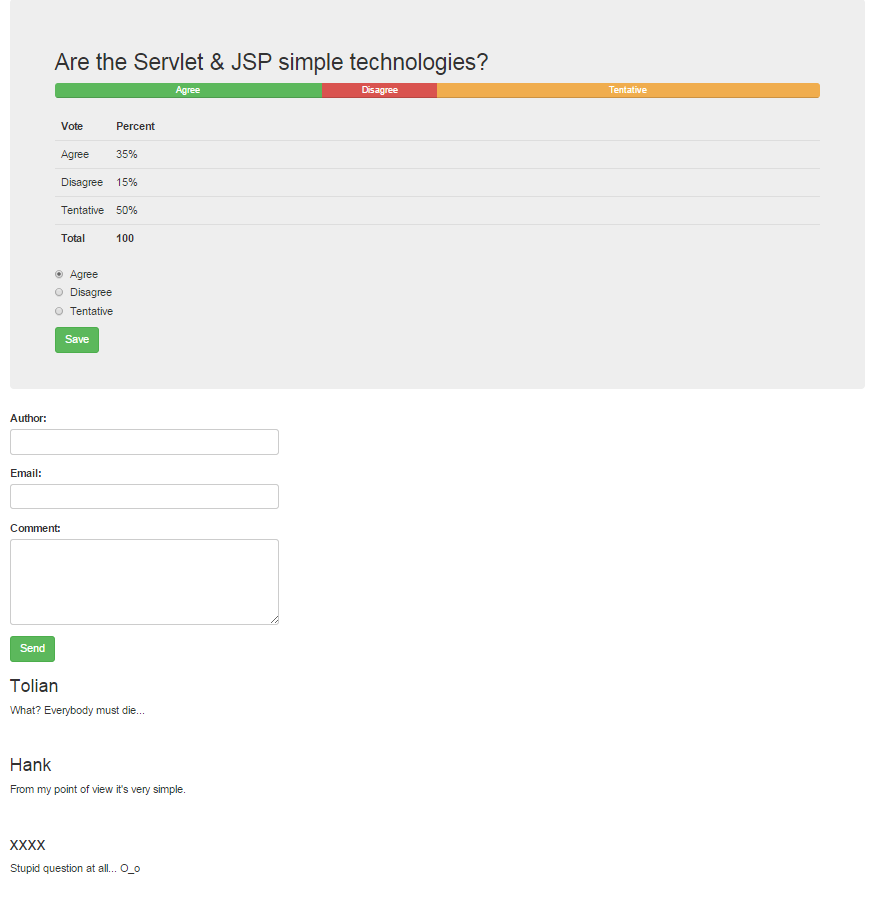 Are the Servlet & JSP simple technologies?
Agree Disagree Tentative
Vote Percent
Agree 35%
Disagree 15%
Tentative 50%
Total 100
Agree
Disagree
Tentative
Save
Author:
Email:
Comment:
Send
Tolian
What? Everybody must die...
Hank
From my point of view it's very simple.
xxxx
Stupid question at all... O_o